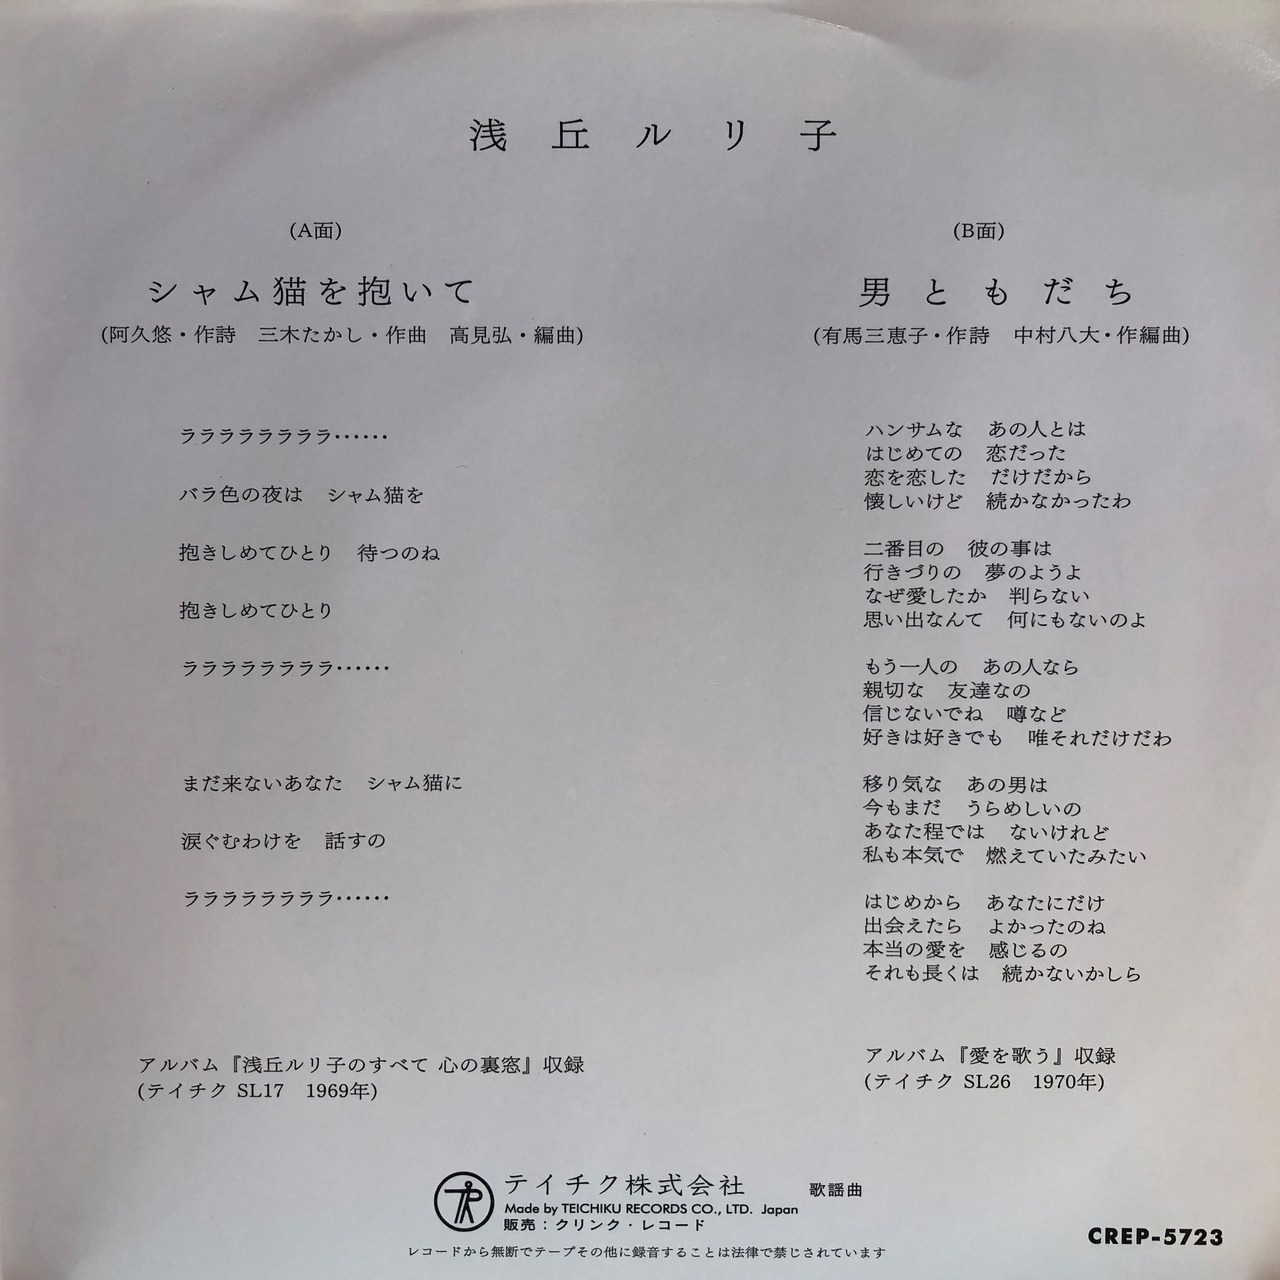 浅丘ルリ子
(A面)
シャム猫を抱いて
(阿久悠・作詩　三木たかし・作曲　高見弘・編曲)
ララララララララ……
バラ色の夜は　シャム猫を
抱きしめてひとり　待つのね
抱きしめてひとり
ララララララララ……
まだ来ないあなた　シャム猫に
涙ぐむわけを　話すの
ララララララララ……
アルバム『浅丘ルリ子のすべて 心の裏窓』収録
(テイチク SL17　1969年)
(B面)
男ともだち
(有馬三恵子・作詩　中村八大・作編曲)
ハンサムな　あの人とは
はじめての　恋だった
恋を恋した　だけだから
懐しいけど　続かなかったわ
二番目の　彼の事は
行きづりの　夢のようよ
なぜ愛したか　判らない
思い出なんて　何にもないのよ
もう一人の　あの人なら
親切な　友達なの
信じないでね　噂など
好きは好きでも　唯それだけだわ
移り気な　あの男は
今もまだ　うらめしいの
あなた程では　ないけれど
私も本気で　燃えていたみたい
はじめから　あなたにだけ
出会えたら　よかったのね
本当の愛を　感じるの
それも長くは　続かないかしら
アルバム『愛を歌う』収録
(テイチク SL26　1970年)
テイチク株式会社　歌謡曲
Made by TEICHIKU RECORDS CO., LTD. Japan
販売：クリンク・レコード
CREP-5723
レコードから無断でテープその他に録音することは法律で禁じされています